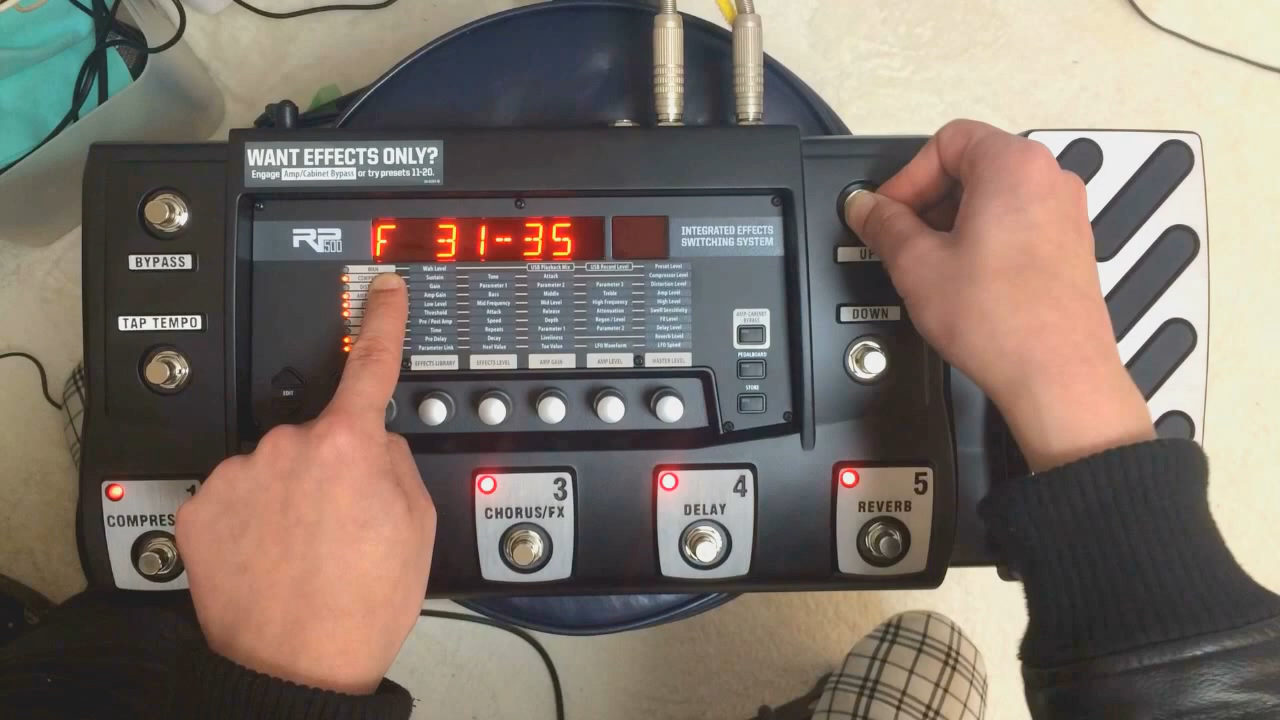 WANT EFFECTS ONLY?
Engage Amp/Cabinet Bypass or try presets 11-20.
RP500
F 31-35
INTEGRATED EFFECTS
SWITCHING SYSTEM
BYPASS
TAP TEMPO
UP
DOWN
WAH
Wah Level
USB Playback Mix
USB Record Level
Preset Level
Sustain
Tone
Attack
Compressor Level
Gain
Parameter 1
Parameter 2
Parameter 3
Distortion Level
Amp Gain
Bass
Middle
Treble
Amp Level
Low Level
Mid Frequency
Mid Level
High Frequency
High Level
Threshold
Attack
Release
Attenuation
Swell Sensitivity
Pre / Post Amp
Speed
Depth
Regen / Level
FX Level
Time
Repeats
Parameter 1
Parameter 2
Delay Level
Pre Delay
Decay
Liveliness
Reverb Level
Parameter Link
Heel Value
Toe Value
LFO Waveform
LFO Speed
EFFECTS LIBRARY
EFFECTS LEVEL
AMP GAIN
AMP LEVEL
MASTER LEVEL
AMP/CABINET
BYPASS
PEDALBOARD
STORE
EDIT
1
COMPRES
3
CHORUS/FX
4
DELAY
5
REVERB